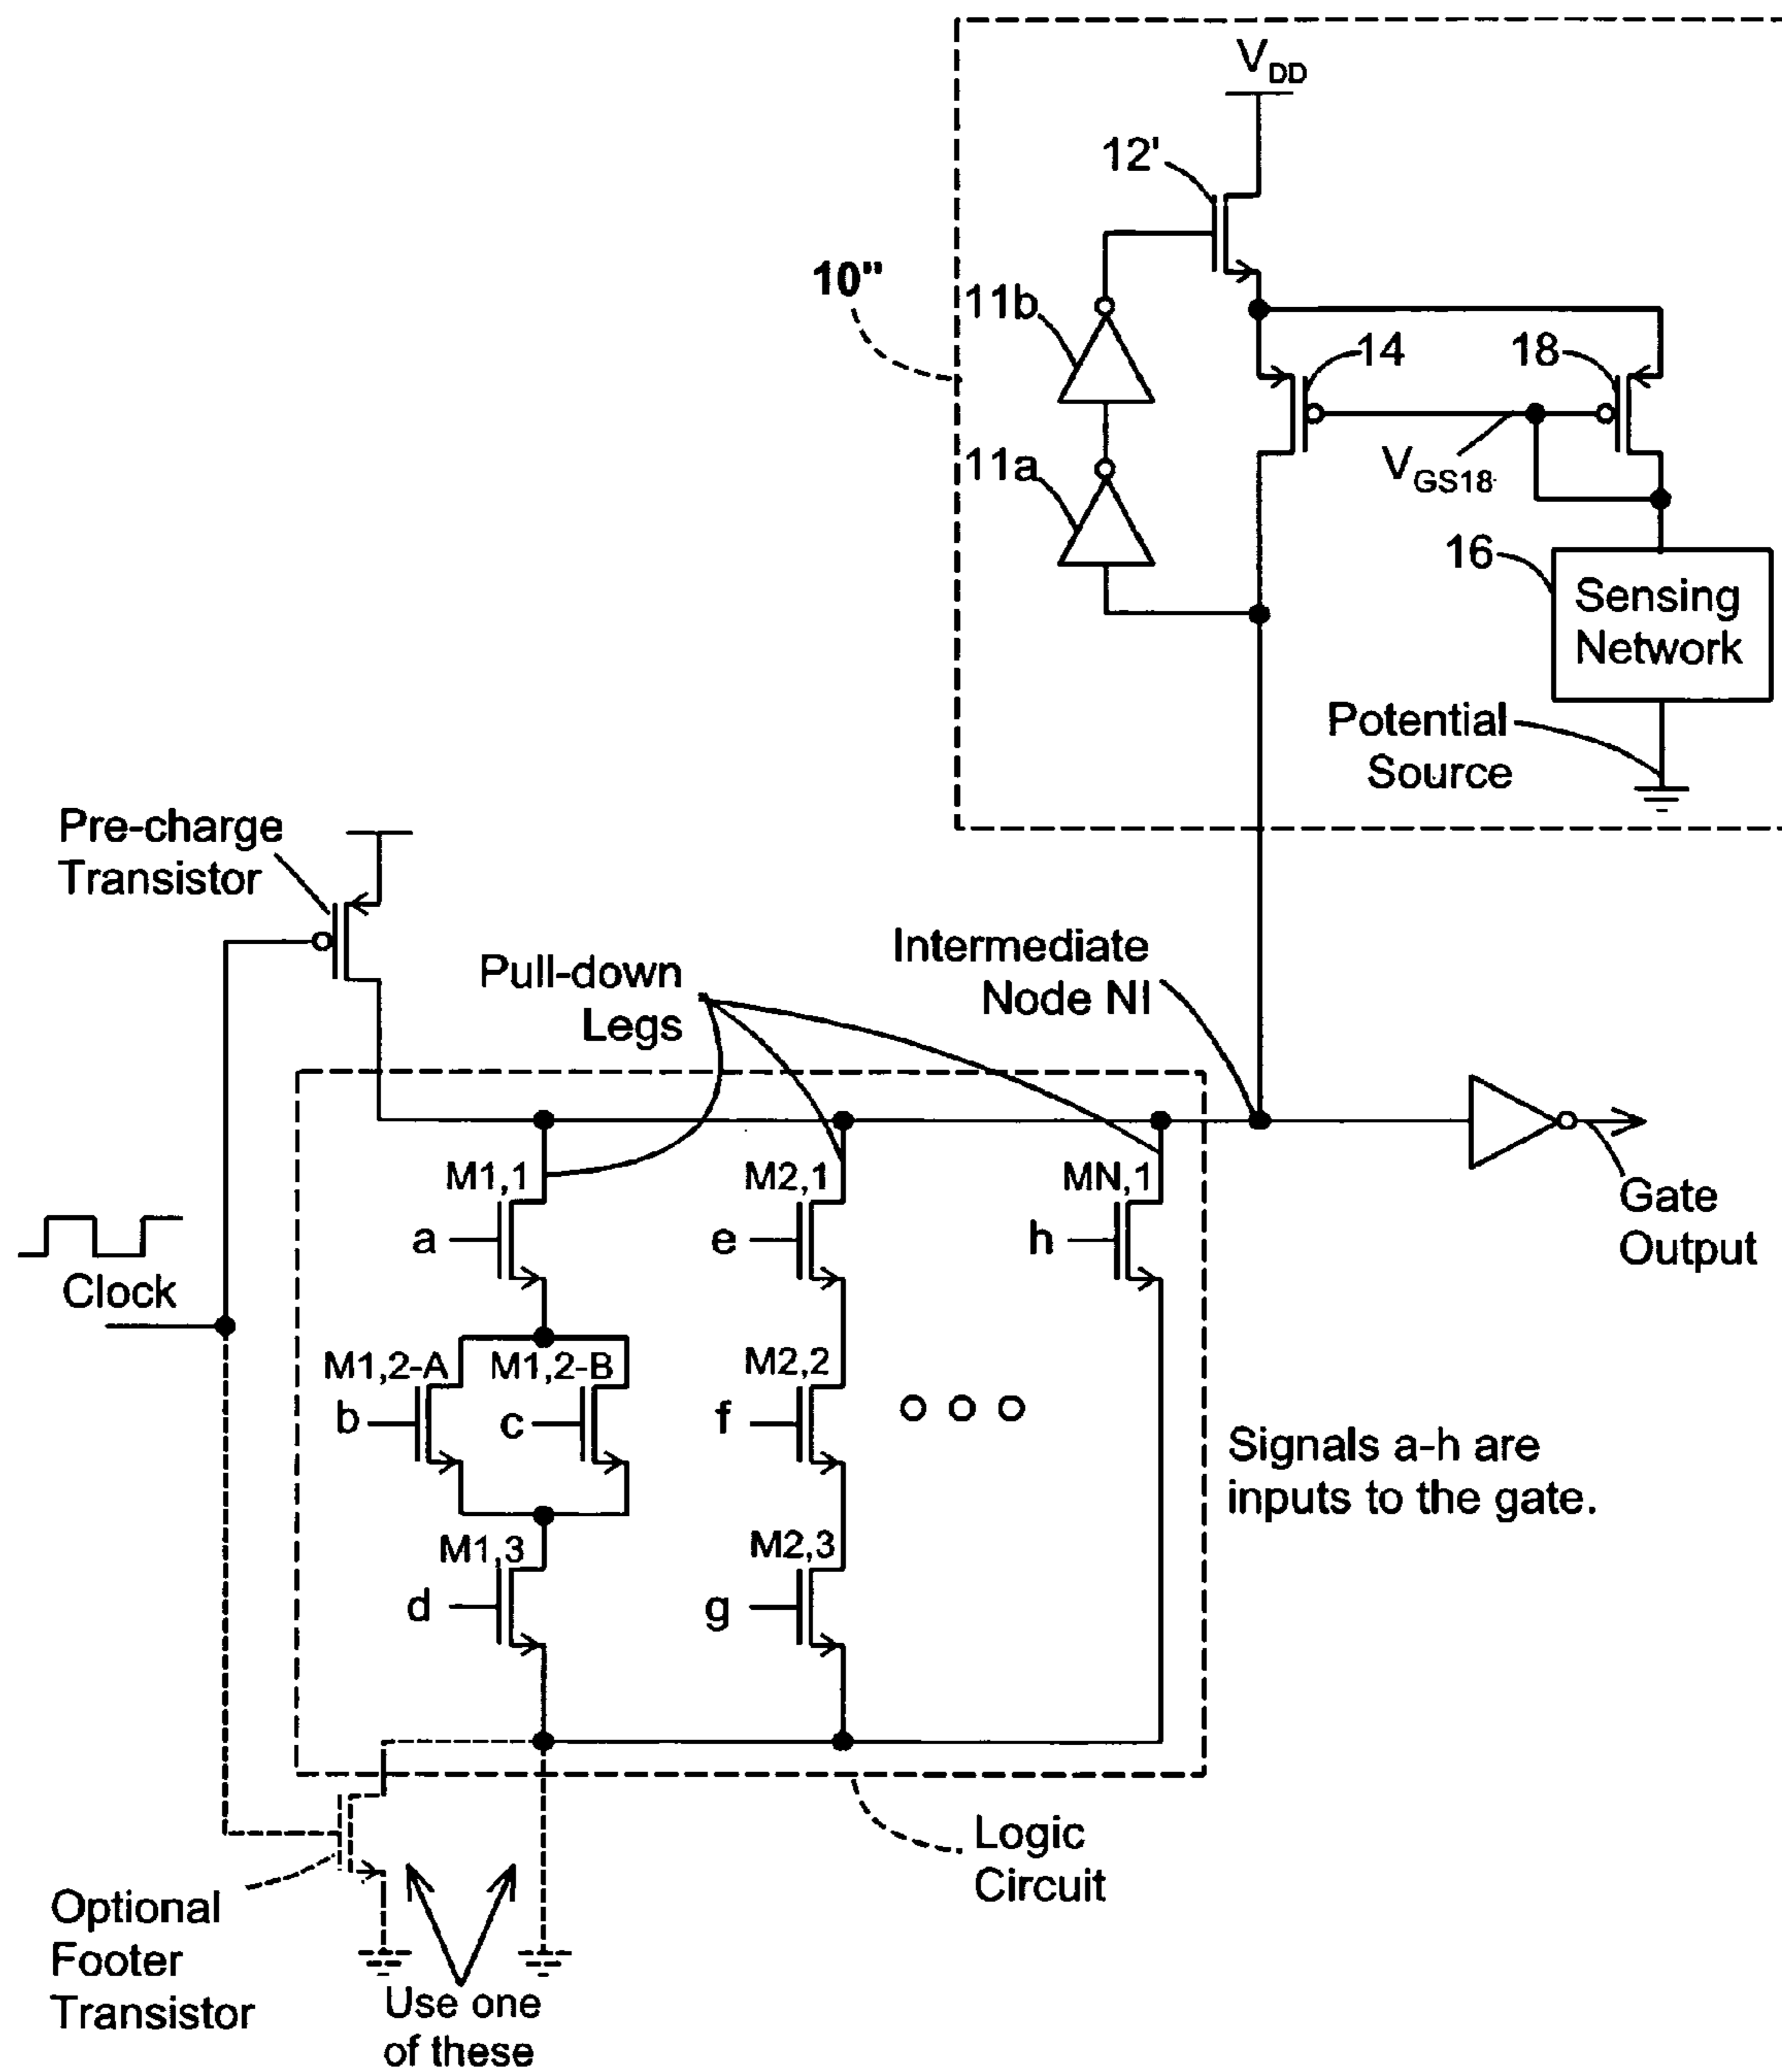 V_DD
12'
10"
11b
14
18
11a
V_GS18
16
Sensing
Network
Potential
Source
Pre-charge
Transistor
Pull-down
Legs
Intermediate
Node NI
M1,1
M2,1
MN,1
a
e
h
Gate
Output
Clock
M1,2-A
M1,2-B
M2,2
b
c
f
Signals a-h are
inputs to the gate.
M1,3
M2,3
d
g
Logic
Circuit
Optional
Footer
Transistor
Use one
of these